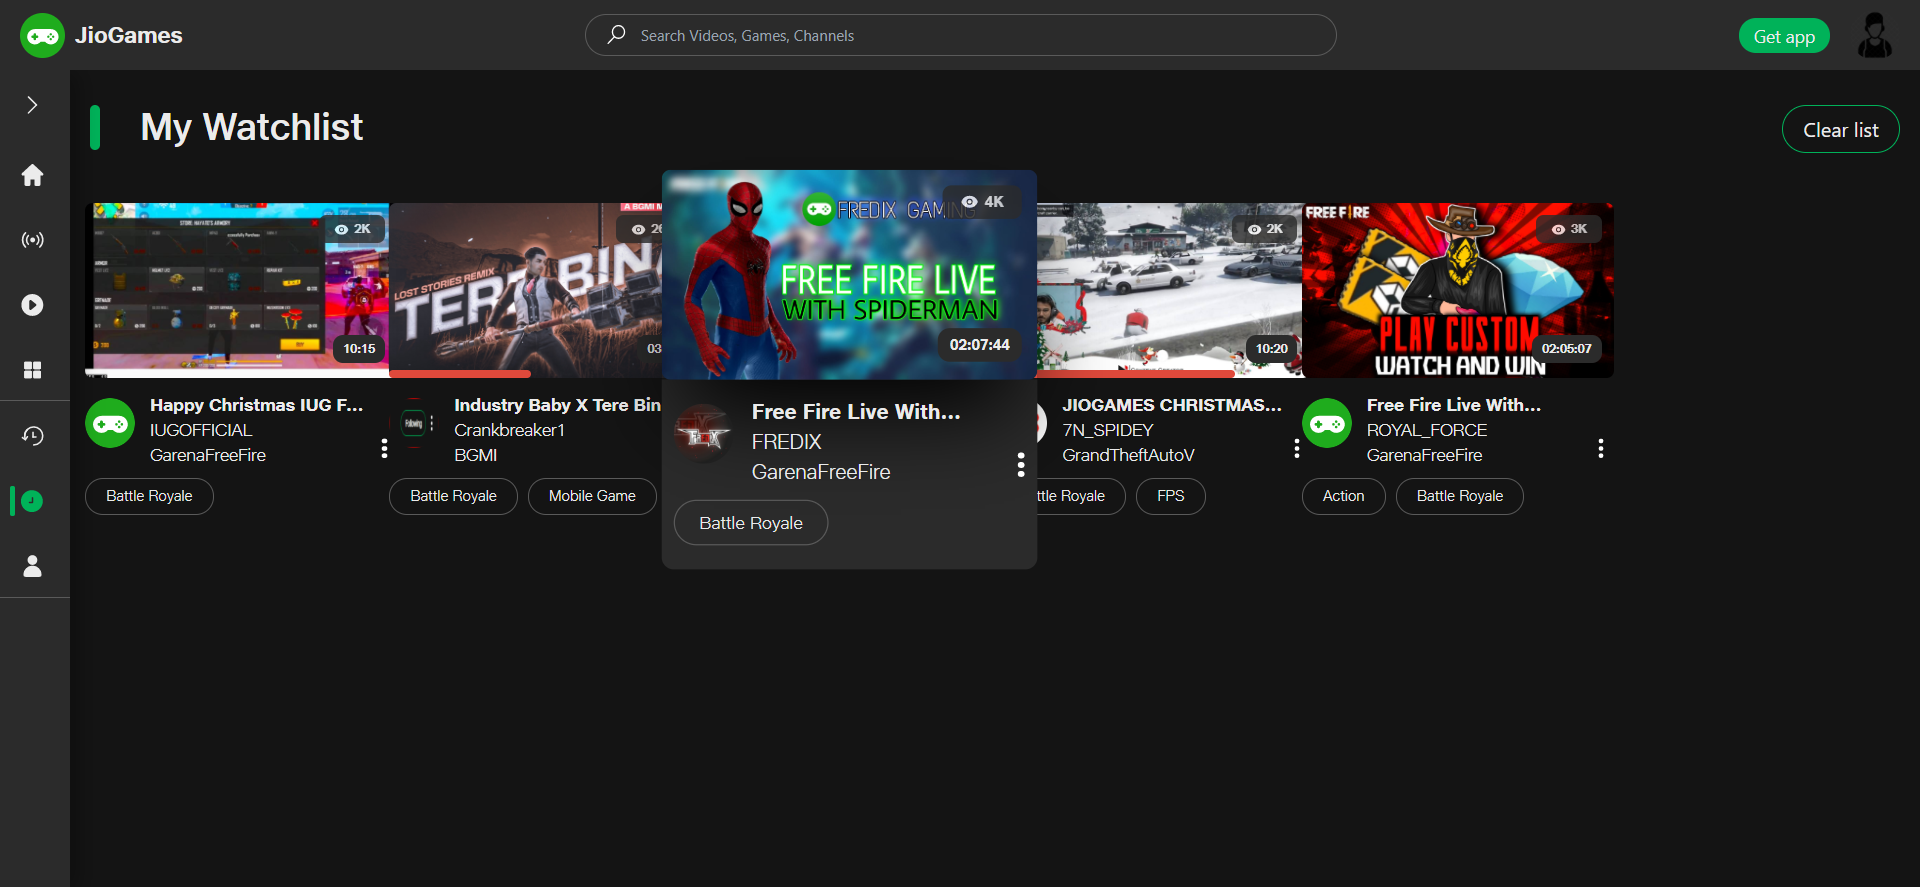 JioGames
Search Videos, Games, Channels
Get app
My Watchlist
Clear list
2K
10:15
Happy Christmas IUG F...
IUGOFFICIAL
GarenaFreeFire
Battle Royale
A BGMI M
26
LOST STORIES REMIX
TERE BINA
03
Industry Baby X Tere Bin
Crankbreaker1
BGMI
Battle Royale
Mobile Game
4K
FREDIX GAMING
FREE FIRE LIVE
WITH SPIDERMAN
02:07:44
Free Fire Live With...
FREDIX
GarenaFreeFire
Battle Royale
2K
10:20
JIOGAMES CHRISTMAS...
7N_SPIDEY
GrandTheftAutoV
ttle Royale
FPS
FREE FIRE
3K
PLAY CUSTOM
WATCH AND WIN
02:05:07
Free Fire Live With...
ROYAL_FORCE
GarenaFreeFire
Action
Battle Royale